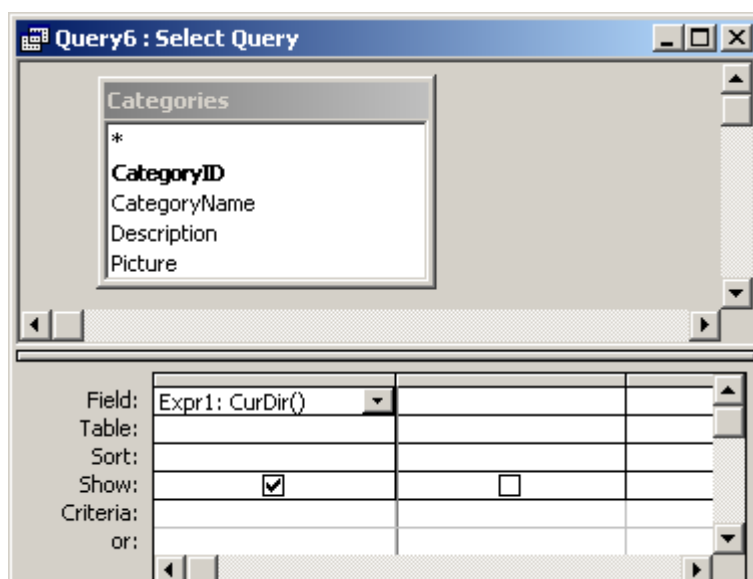 Query6 : Select Query
Categories
*
CategoryID
CategoryName
Description
Picture
Field: Expr1: CurDir()
Table:
Sort:
Show:
Criteria:
or: